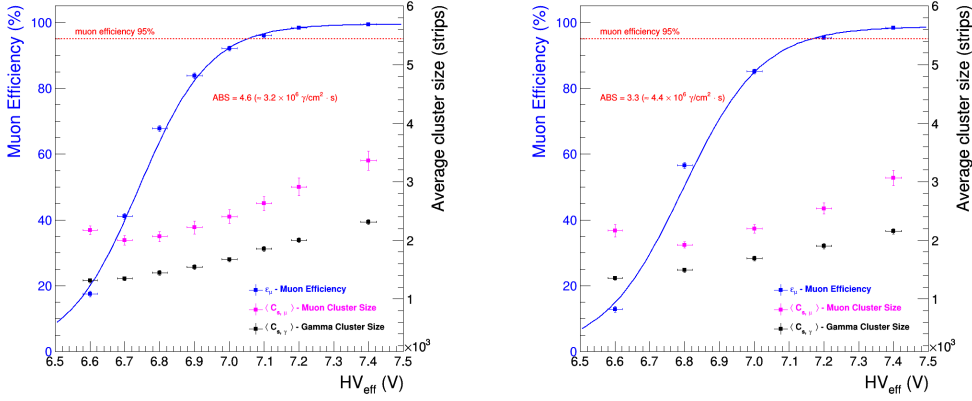 Muon Efficiency (%)
100
80
60
40
20
0
muon efficiency 95%
ABS = 4.6 (~ 3.2 × 10⁶ γ/cm² · s)
ε_μ - Muon Efficiency
⟨ C_s, μ ⟩ - Muon Cluster Size
⟨ C_s, γ ⟩ - Gamma Cluster Size
6.5 6.6 6.7 6.8 6.9 7.0 7.1 7.2 7.3 7.4 7.5
×10³
HV_eff (V)
6
5
4
3
2
1
Average cluster size (strips)
Muon Efficiency (%)
100
80
60
40
20
0
muon efficiency 95%
ABS = 3.3 (~ 4.4 × 10⁶ γ/cm² · s)
ε_μ - Muon Efficiency
⟨ C_s, μ ⟩ - Muon Cluster Size
⟨ C_s, γ ⟩ - Gamma Cluster Size
6.5 6.6 6.7 6.8 6.9 7.0 7.1 7.2 7.3 7.4 7.5
×10³
HV_eff (V)
6
5
4
3
2
1
Average cluster size (strips)